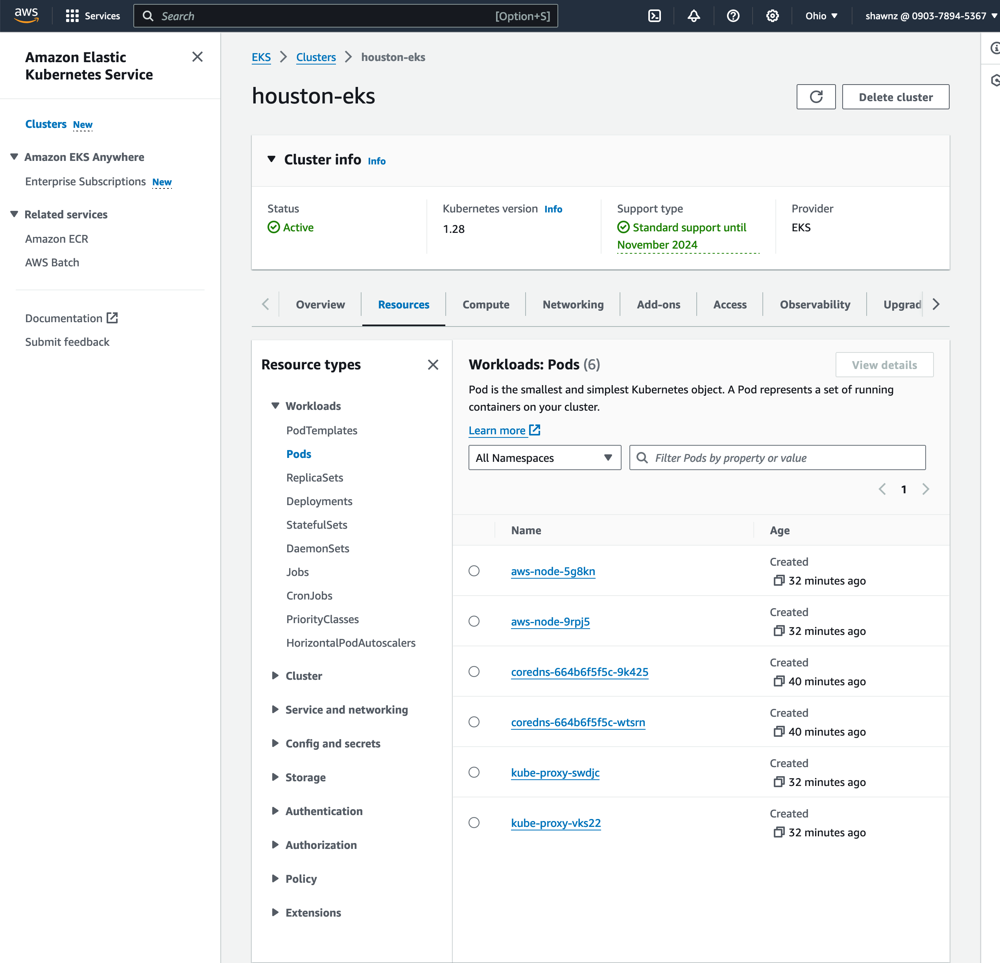 aws
Services
Search
[Option+S]
Ohio
shawnz @ 0903-7894-5367
Amazon Elastic
Kubernetes Service
Clusters New
Amazon EKS Anywhere
Enterprise Subscriptions New
Related services
Amazon ECR
AWS Batch
Documentation
Submit feedback
EKS
Clusters
houston-eks
houston-eks
Delete cluster
Cluster info Info
Status
Active
Kubernetes version Info
1.28
Support type
Standard support until
November 2024
Provider
EKS
Overview
Resources
Compute
Networking
Add-ons
Access
Observability
Upgrad
Resource types
Workloads
PodTemplates
Pods
ReplicaSets
Deployments
StatefulSets
DaemonSets
Jobs
CronJobs
PriorityClasses
HorizontalPodAutoscalers
Cluster
Service and networking
Config and secrets
Storage
Authentication
Authorization
Policy
Extensions
Workloads: Pods (6)
View details
Pod is the smallest and simplest Kubernetes object. A Pod represents a set of running
containers on your cluster.
Learn more
All Namespaces
Filter Pods by property or value
1
Name
Age
aws-node-5g8kn
Created
32 minutes ago
aws-node-9rpj5
Created
32 minutes ago
coredns-664b6f5f5c-9k425
Created
40 minutes ago
coredns-664b6f5f5c-wtsrn
Created
40 minutes ago
kube-proxy-swdjc
Created
32 minutes ago
kube-proxy-vks22
Created
32 minutes ago